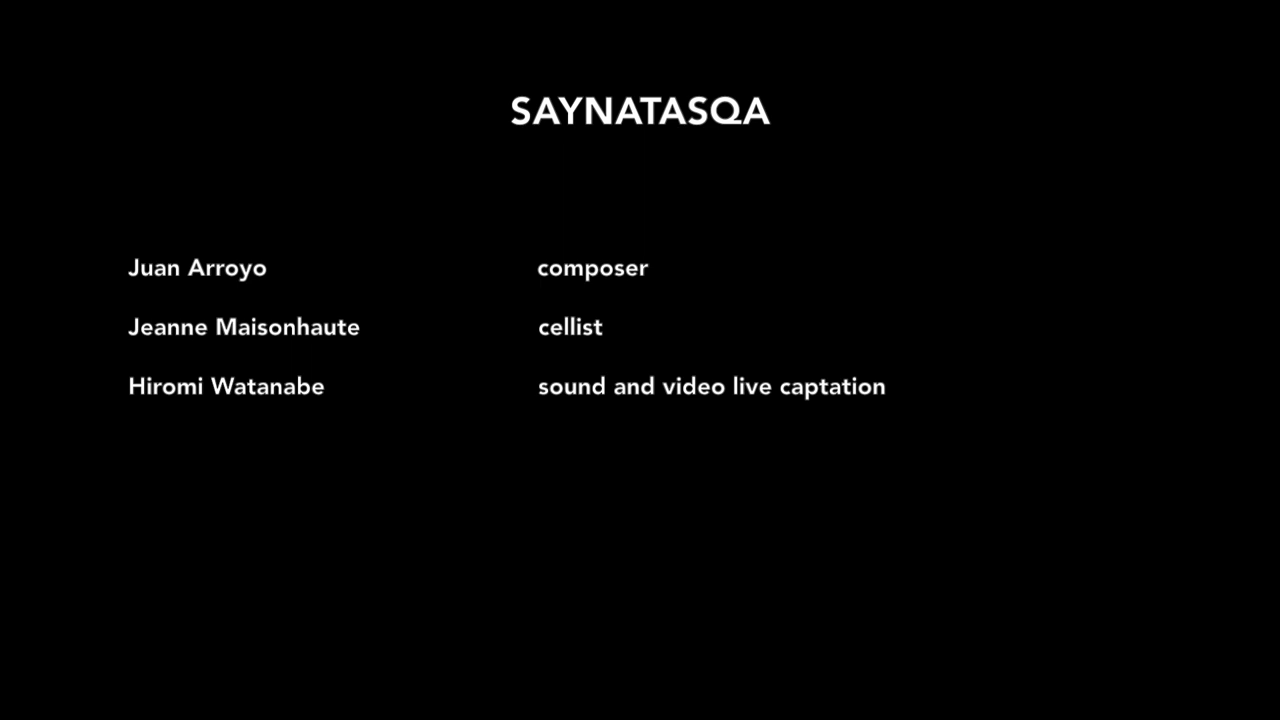 SAYNATASQA
Juan Arroyo composer
Jeanne Maisonhaute cellist
Hiromi Watanabe sound and video live captation